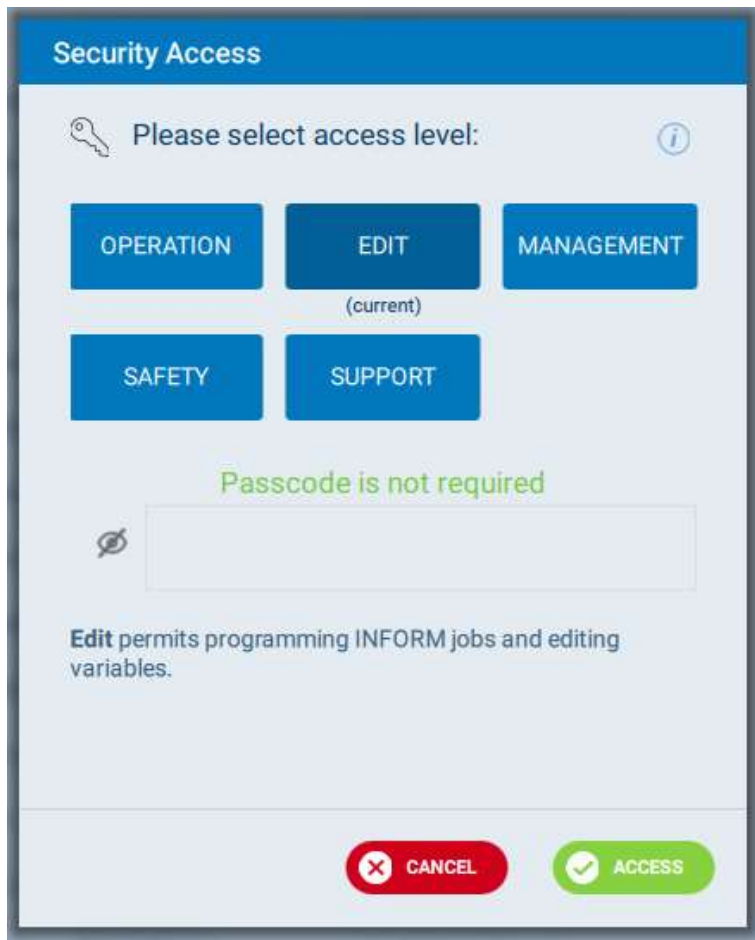 Security Access
Please select access level:
OPERATION
EDIT
MANAGEMENT
(current)
SAFETY
SUPPORT
Passcode is not required
Edit permits programming INFORM jobs and editing
variables.
CANCEL
ACCESS